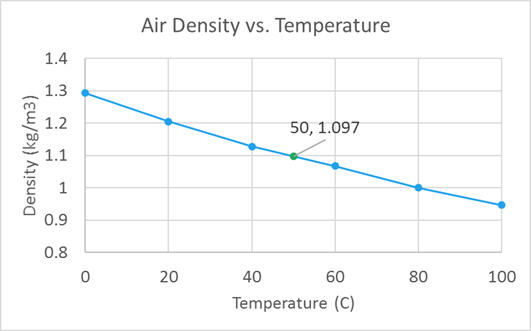 Air Density vs. Temperature
1.4
1.3
1.2
1.1
1
0.9
0.8
Density (kg/m3)
50, 1.097
0 20 40 60 80 100
Temperature (C)